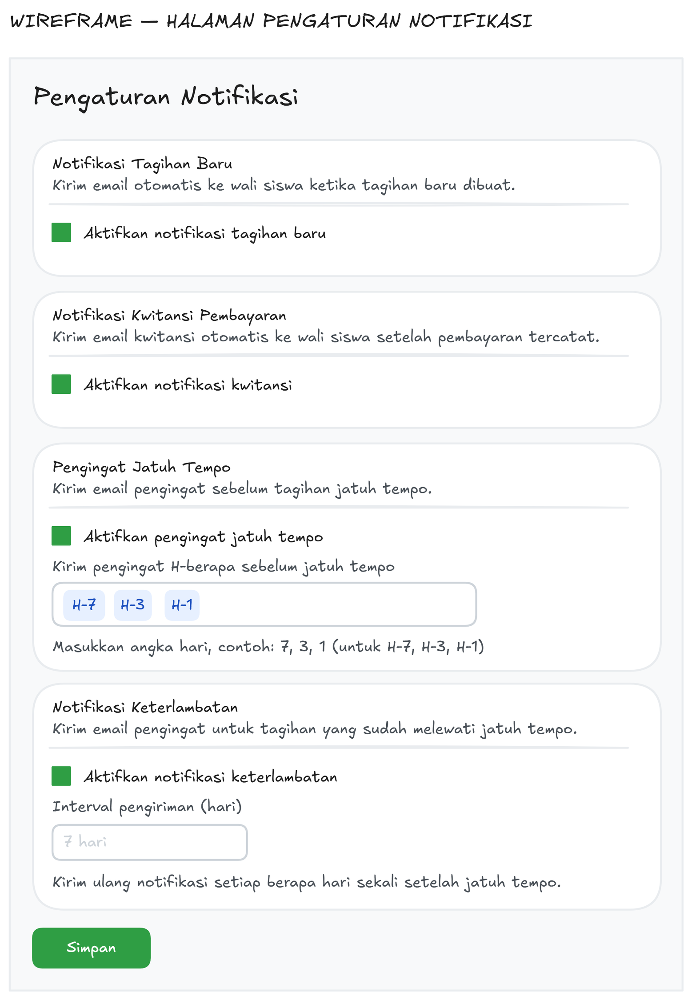 WIREFRAME — HALAMAN PENGATURAN NOTIFIKASI
Pengaturan Notifikasi
Notifikasi Tagihan Baru
Kirim email otomatis ke wali siswa ketika tagihan baru dibuat.
Aktifkan notifikasi tagihan baru
Notifikasi Kwitansi Pembayaran
Kirim email kwitansi otomatis ke wali siswa setelah pembayaran tercatat.
Aktifkan notifikasi kwitansi
Pengingat Jatuh Tempo
Kirim email pengingat sebelum tagihan jatuh tempo.
Aktifkan pengingat jatuh tempo
Kirim pengingat H-berapa sebelum jatuh tempo
H-7 H-3 H-1
Masukkan angka hari, contoh: 7, 3, 1 (untuk H-7, H-3, H-1)
Notifikasi Keterlambatan
Kirim email pengingat untuk tagihan yang sudah melewati jatuh tempo.
Aktifkan notifikasi keterlambatan
Interval pengiriman (hari)
7 hari
Kirim ulang notifikasi setiap berapa hari sekali setelah jatuh tempo.
Simpan